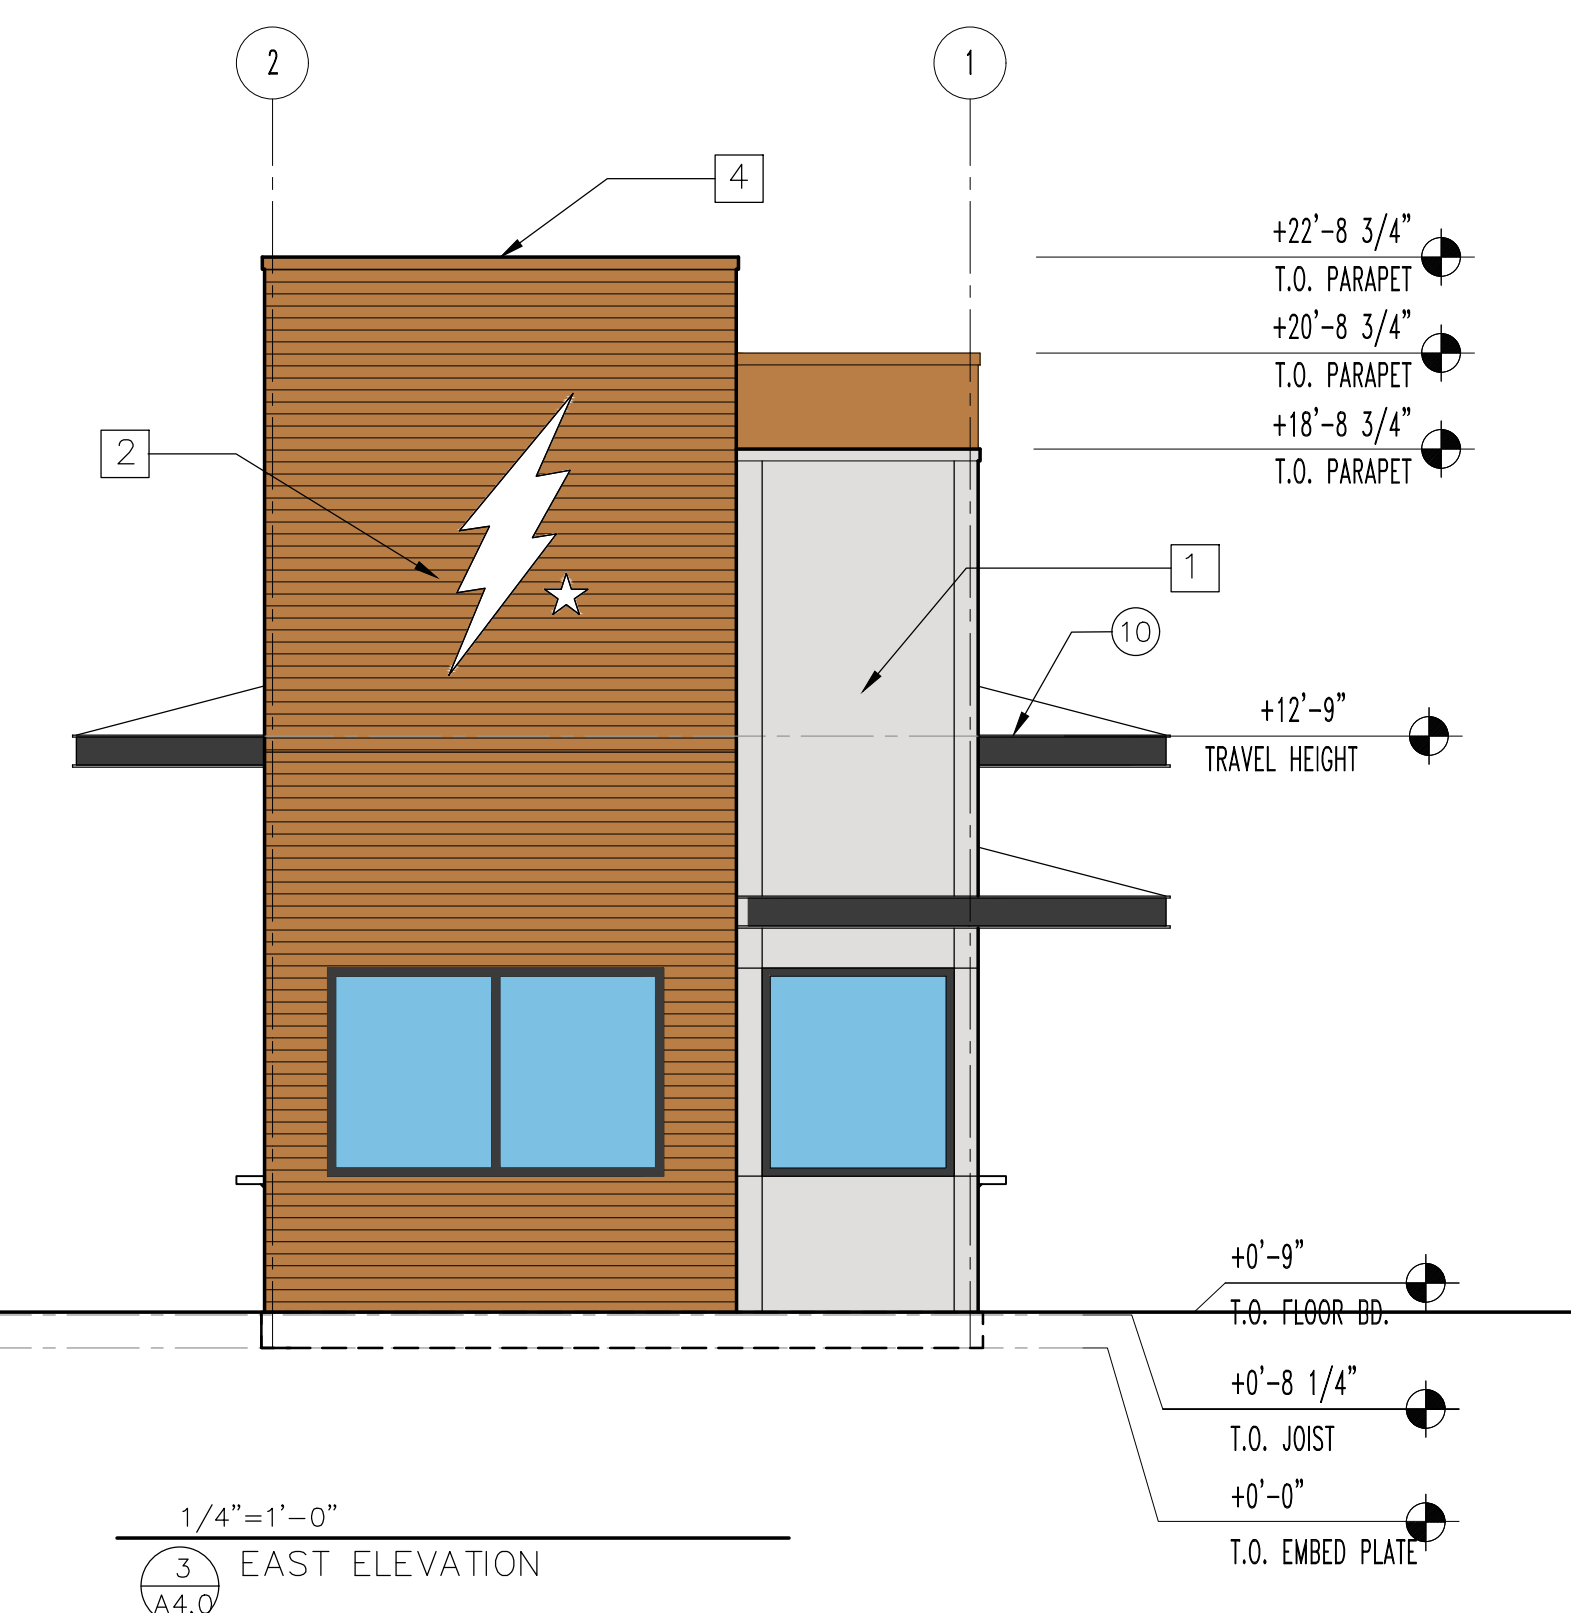 2
1
4
+22'-8 3/4"
T.O. PARAPET
+20'-8 3/4"
T.O. PARAPET
+18'-8 3/4"
T.O. PARAPET
2
1
10
+12'-9"
TRAVEL HEIGHT
+0'-9"
T.O. FLOOR BD.
+0'-8 1/4"
T.O. JOIST
+0'-0"
T.O. EMBED PLATE
1/4"=1'-0"
3
EAST ELEVATION
A4.0